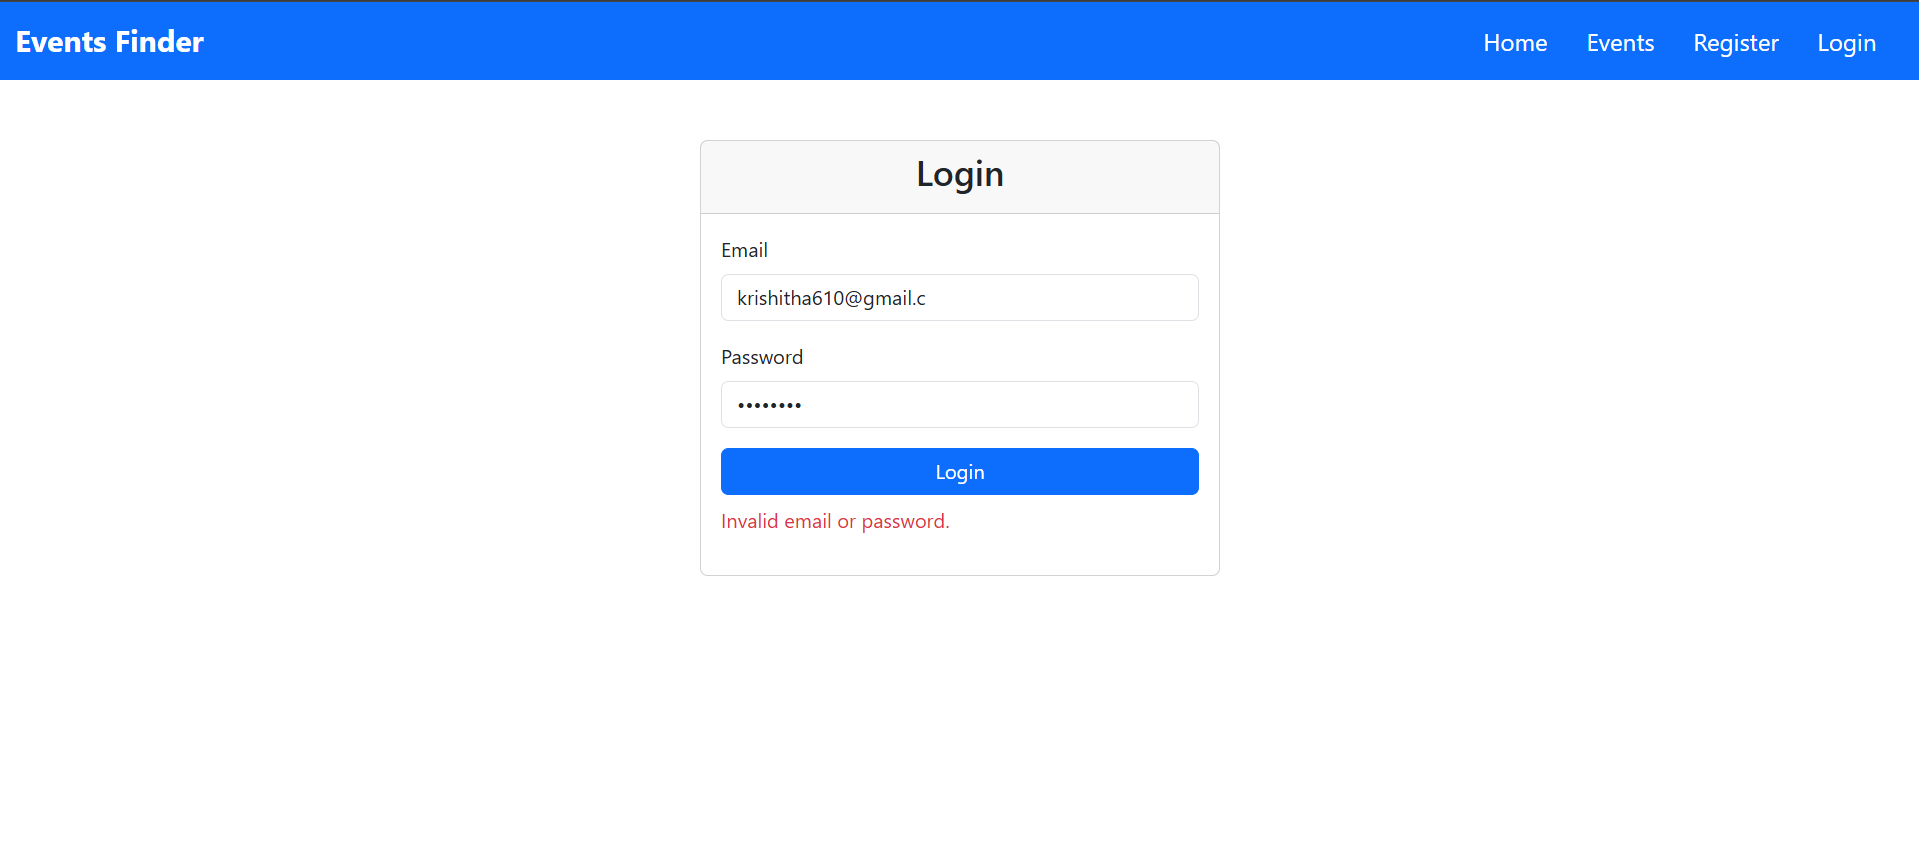 Events Finder
Home Events Register Login
Login
Email
krishitha610@gmail.c
Password
••••••••
Login
Invalid email or password.